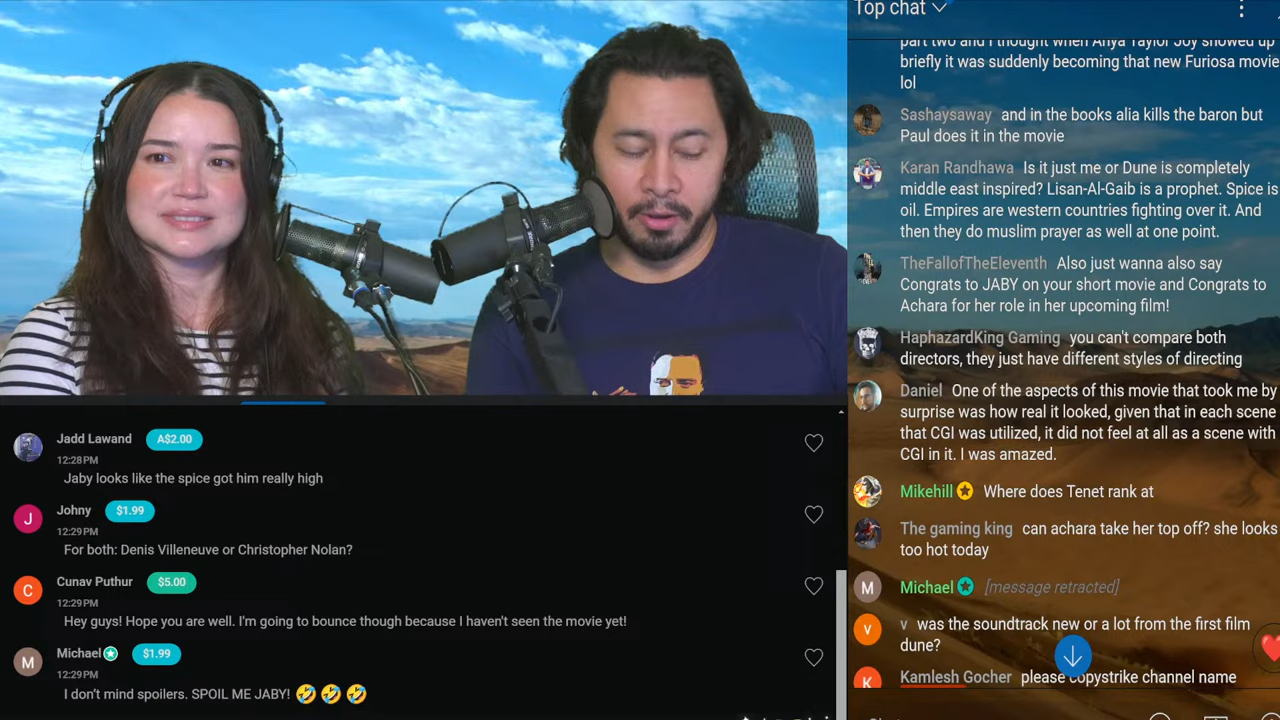 Top chat
part two and I thought when Anya Taylor Joy showed up
briefly it was suddenly becoming that new Furiosa movie
lol
Sashaysaway and in the books alia kills the baron but
Paul does it in the movie
Karan Randhawa Is it just me or Dune is completely
middle east inspired? Lisan-Al-Gaib is a prophet. Spice is
oil. Empires are western countries fighting over it. And
then they do muslim prayer as well at one point.
TheFallofTheEleventh Also just wanna also say
Congrats to JABY on your short movie and Congrats to
Achara for her role in her upcoming film!
HaphazardKing Gaming you can't compare both
directors, they just have different styles of directing
Daniel One of the aspects of this movie that took me by
surprise was how real it looked, given that in each scene
that CGI was utilized, it did not feel at all as a scene with
CGI in it. I was amazed.
Mikehill Where does Tenet rank at
The gaming king can achara take her top off? she looks
too hot today
M Michael [message retracted]
v v was the soundtrack new or a lot from the first film
dune?
K Kamlesh Gocher please copystrike channel name
Jadd Lawand A$2.00
12:28PM
Jaby looks like the spice got him really high
J Johny $1.99
12:29PM
For both: Denis Villeneuve or Christopher Nolan?
C Cunav Puthur $5.00
12:29PM
Hey guys! Hope you are well. I'm going to bounce though because I haven't seen the movie yet!
M Michael $1.99
12:29PM
I don't mind spoilers. SPOIL ME JABY! 🤣🤣🤣